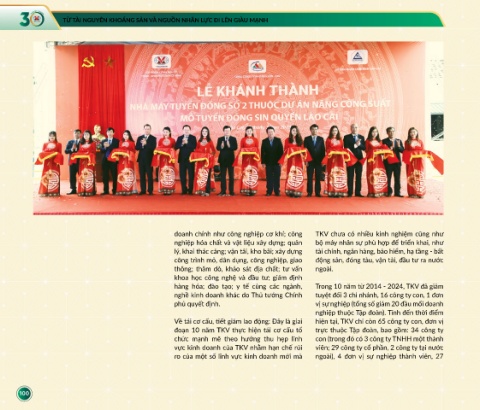 30 TỪ TÀI NGUYÊN KHOÁNG SẢN VÀ NGUỒN NHÂN LỰC ĐI LÊN GIÀU MẠNH
LỄ KHÁNH THÀNH
NHÀ MÁY TUYỂN ĐỒNG SỐ 2 THUỘC DỰ ÁN NÂNG CÔNG SUẤT
MỎ TUYỂN ĐỒNG SIN QUYỀN LÀO CAI
doanh chính như công nghiệp cơ khí; công
nghiệp hóa chất và vật liệu xây dựng; quản
lý, khai thác cảng; vận tải, kho bãi; xây dựng
công trình mỏ, dân dụng, công nghiệp, giao
thông; thăm dò, khảo sát địa chất; tư vấn
khoa học công nghệ và đầu tư; giám định
hàng hóa; đào tạo; y tế cùng các ngành,
nghề kinh doanh khác do Thủ tướng Chính
phủ quyết định.
Về tái cơ cấu, tiết giảm lao động: Đây là giai
đoạn 10 năm TKV thực hiện tái cơ cấu tổ
chức mạnh mẽ theo hướng thu hẹp lĩnh
vực kinh doanh của TKV nhằm hạn chế rủi
ro của một số lĩnh vực kinh doanh mới mà
TKV chưa có nhiều kinh nghiệm cũng như
bộ máy nhân sự phù hợp để triển khai, như
tài chính, ngân hàng, bảo hiểm, hạ tầng - bất
động sản, đóng tàu, vận tải, đầu tư ra nước
ngoài.
Trong 10 năm từ 2014 - 2024, TKV đã giảm
tuyệt đối 3 chi nhánh, 16 công ty con, 1 đơn
vị sự nghiệp (tổng số giảm 20 đầu mối doanh
nghiệp thuộc Tập đoàn). Tính đến thời điểm
hiện tại, TKV chỉ còn 65 công ty con, đơn vị
trực thuộc Tập đoàn, bao gồm: 34 công ty
con (trong đó có 3 công ty TNHH một thành
viên; 29 công ty cổ phần, 2 công ty tại nước
ngoài), 4 đơn vị sự nghiệp thành viên, 27
100